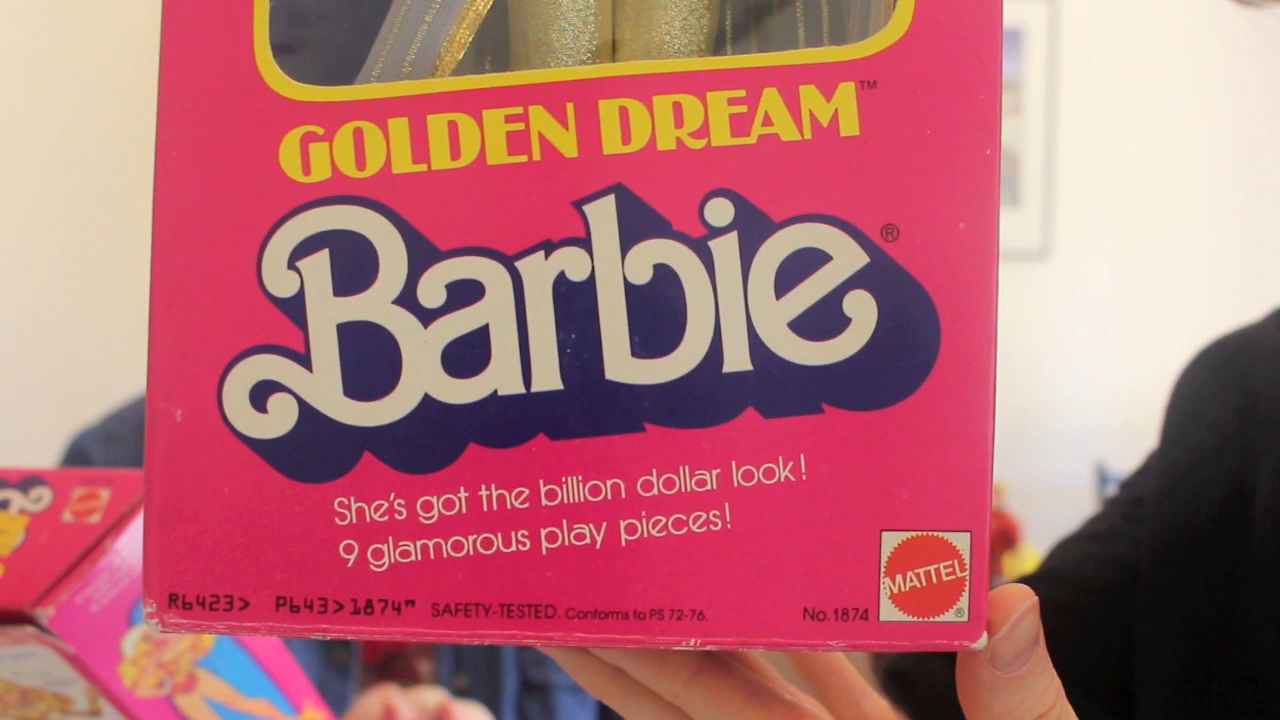 GOLDEN DREAM™
Barbie®
She's got the billion dollar look!
9 glamorous play pieces!
R6423> P643>1874" SAFETY-TESTED. Conforms to PS 72-76. No.1874
MATTEL®